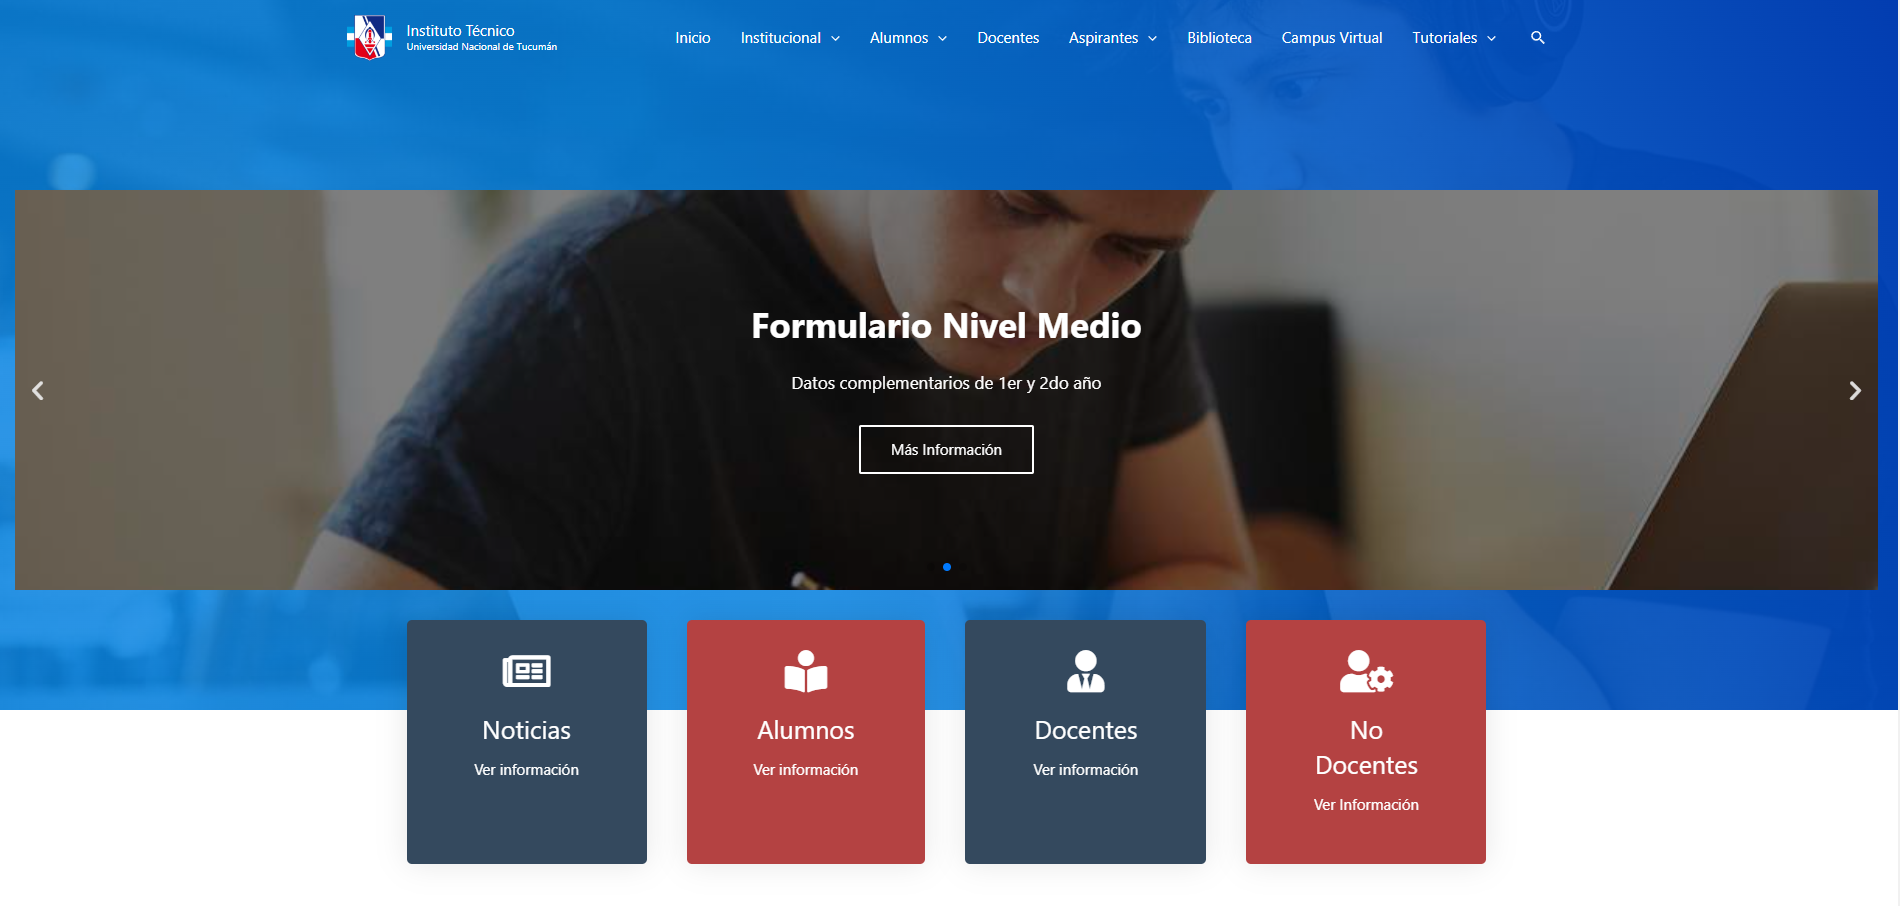 Instituto Técnico
Universidad Nacional de Tucumán
Inicio
Institucional
Alumnos
Docentes
Aspirantes
Biblioteca
Campus Virtual
Tutoriales
Formulario Nivel Medio
Datos complementarios de 1er y 2do año
Más Información
Noticias
Ver información
Alumnos
Ver información
Docentes
Ver información
No
Docentes
Ver Información